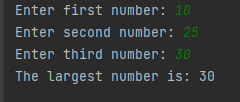 Enter first number: 10
Enter second number: 25
Enter third number: 30
The largest number is: 30